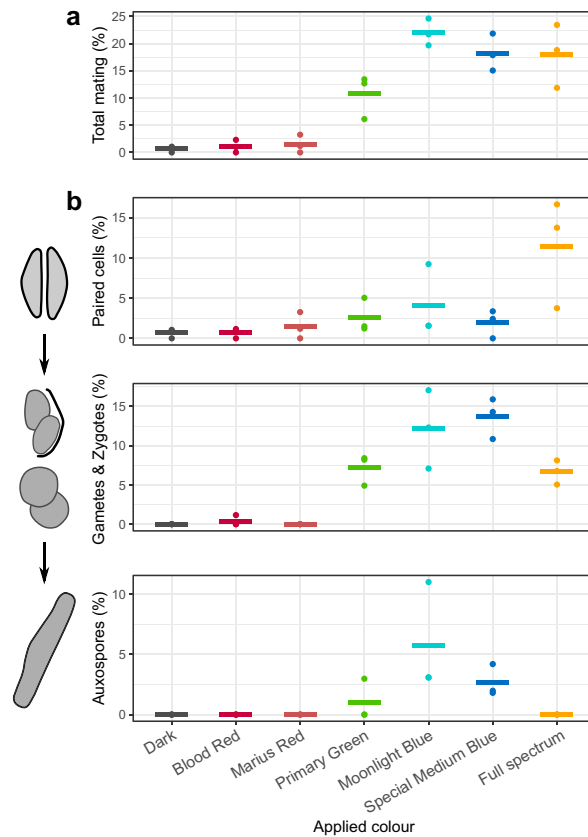 a
Total mating (%)
25
20
15
10
5
0
b
Paired cells (%)
15
10
5
0
Gametes & Zygotes (%)
15
10
5
0
Auxospores (%)
10
5
0
Dark
Blood Red
Marius Red
Primary Green
Moonlight Blue
Special Medium Blue
Full spectrum
Applied colour